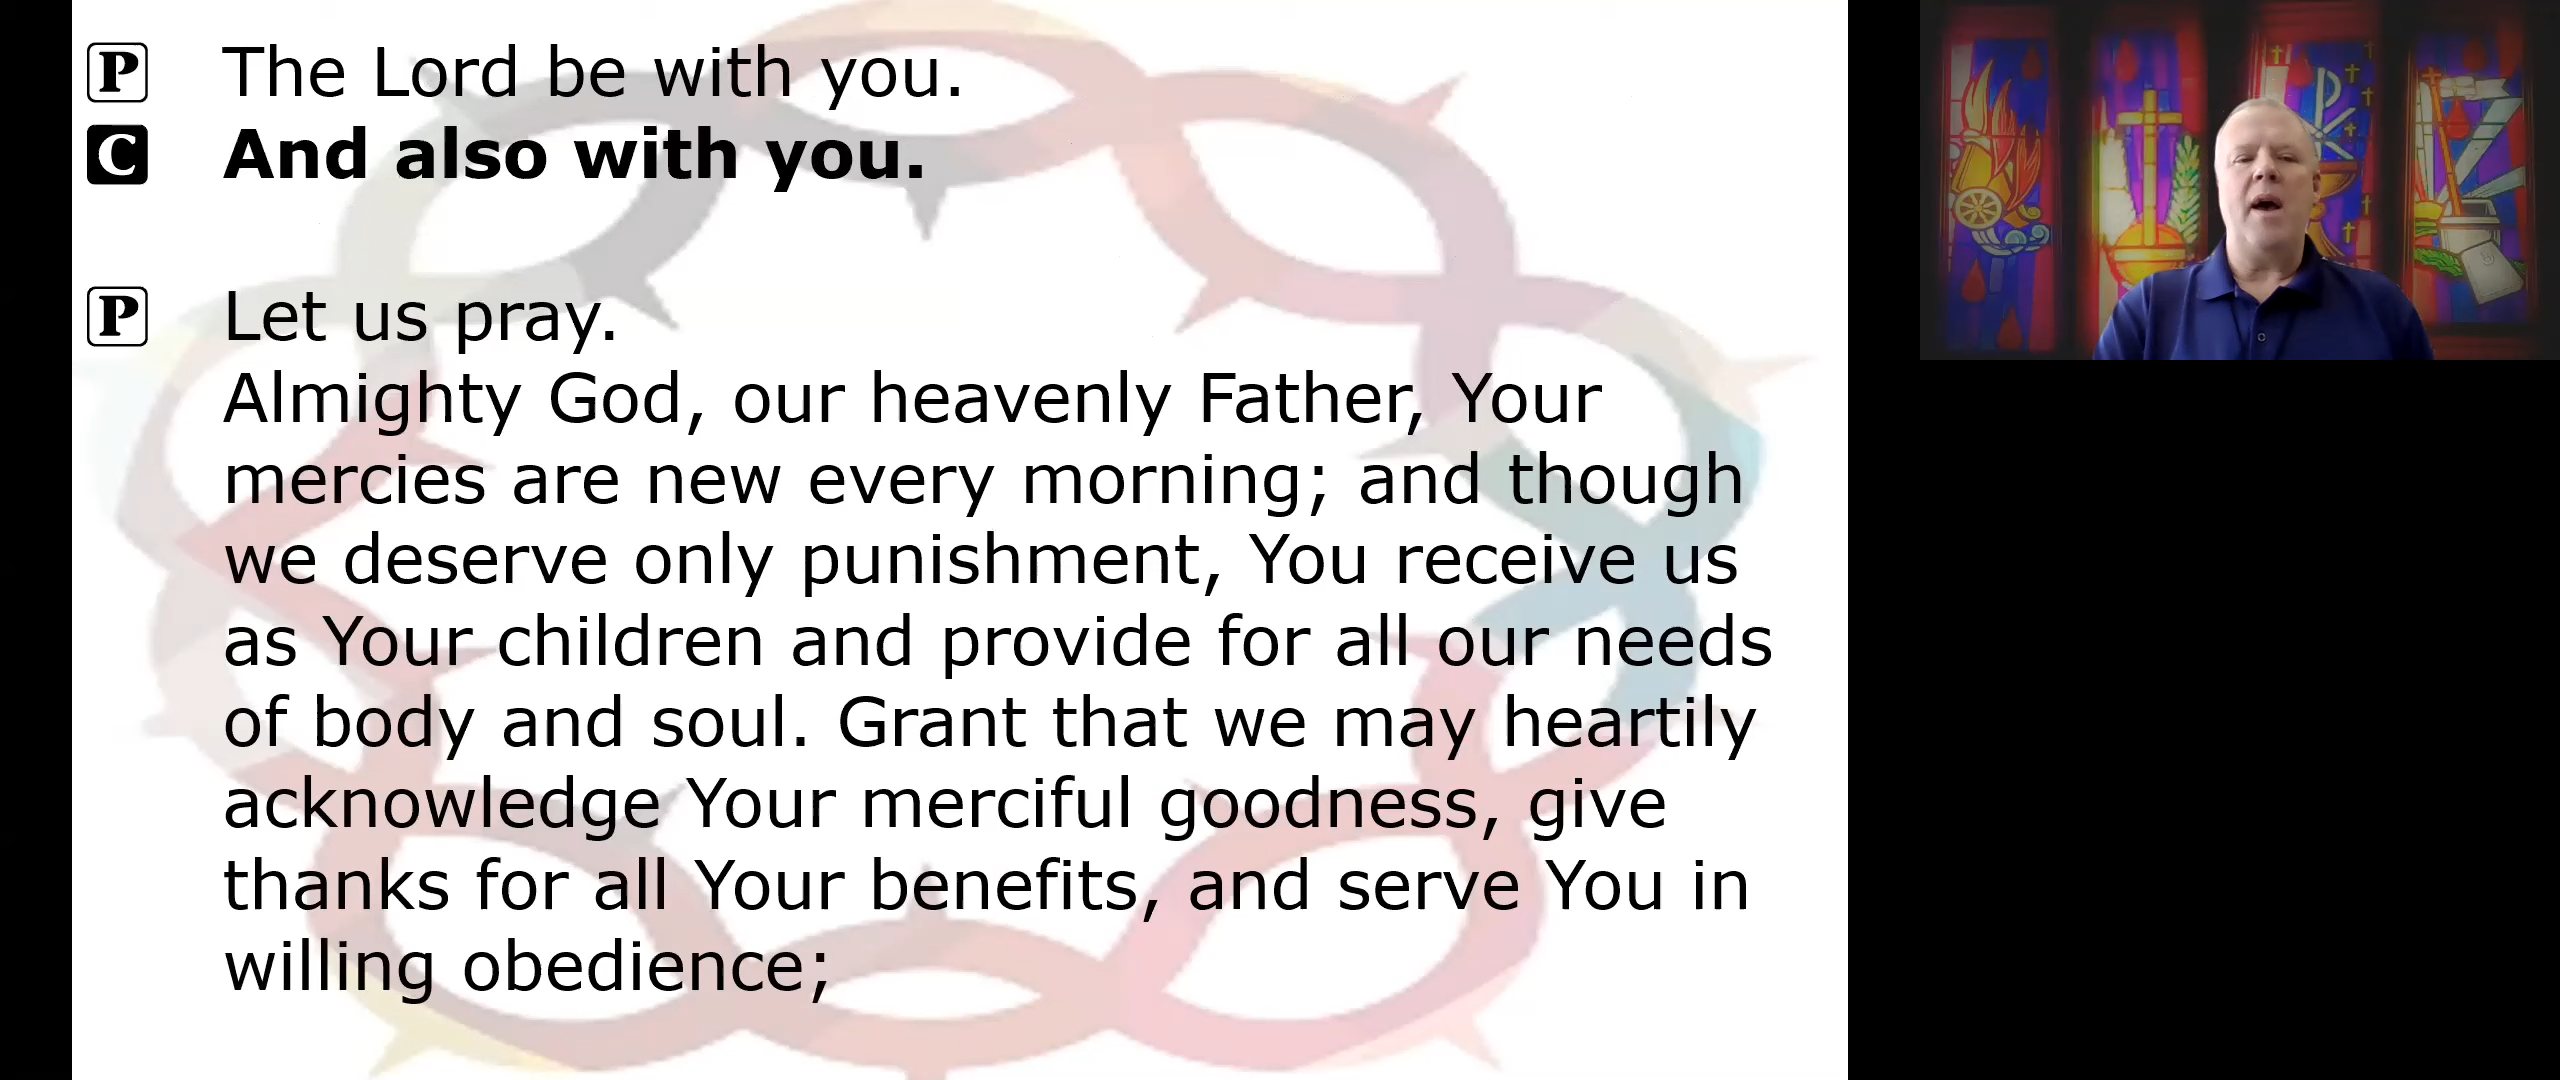 P The Lord be with you.
C And also with you.
P Let us pray.
Almighty God, our heavenly Father, Your
mercies are new every morning; and though
we deserve only punishment, You receive us
as Your children and provide for all our needs
of body and soul. Grant that we may heartily
acknowledge Your merciful goodness, give
thanks for all Your benefits, and serve You in
willing obedience;